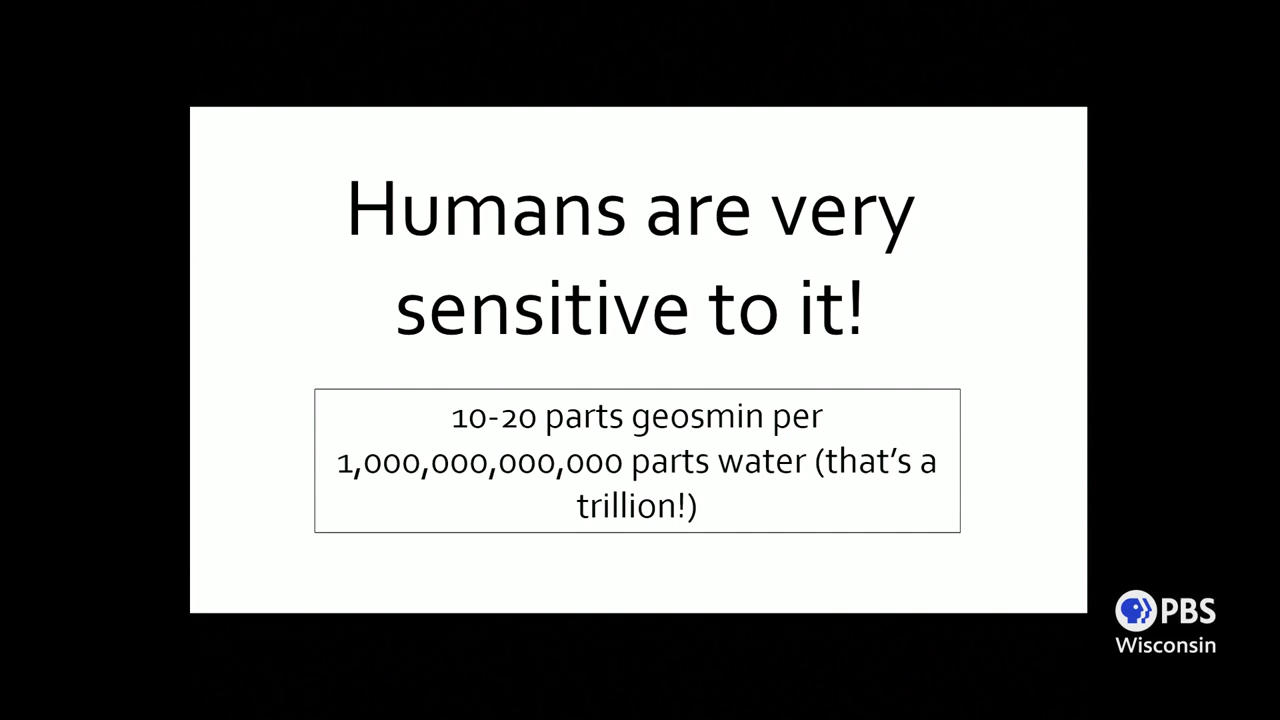 Humans are very
sensitive to it!
10-20 parts geosmin per
1,000,000,000,000 parts water (that’s a
trillion!)
PBS
Wisconsin